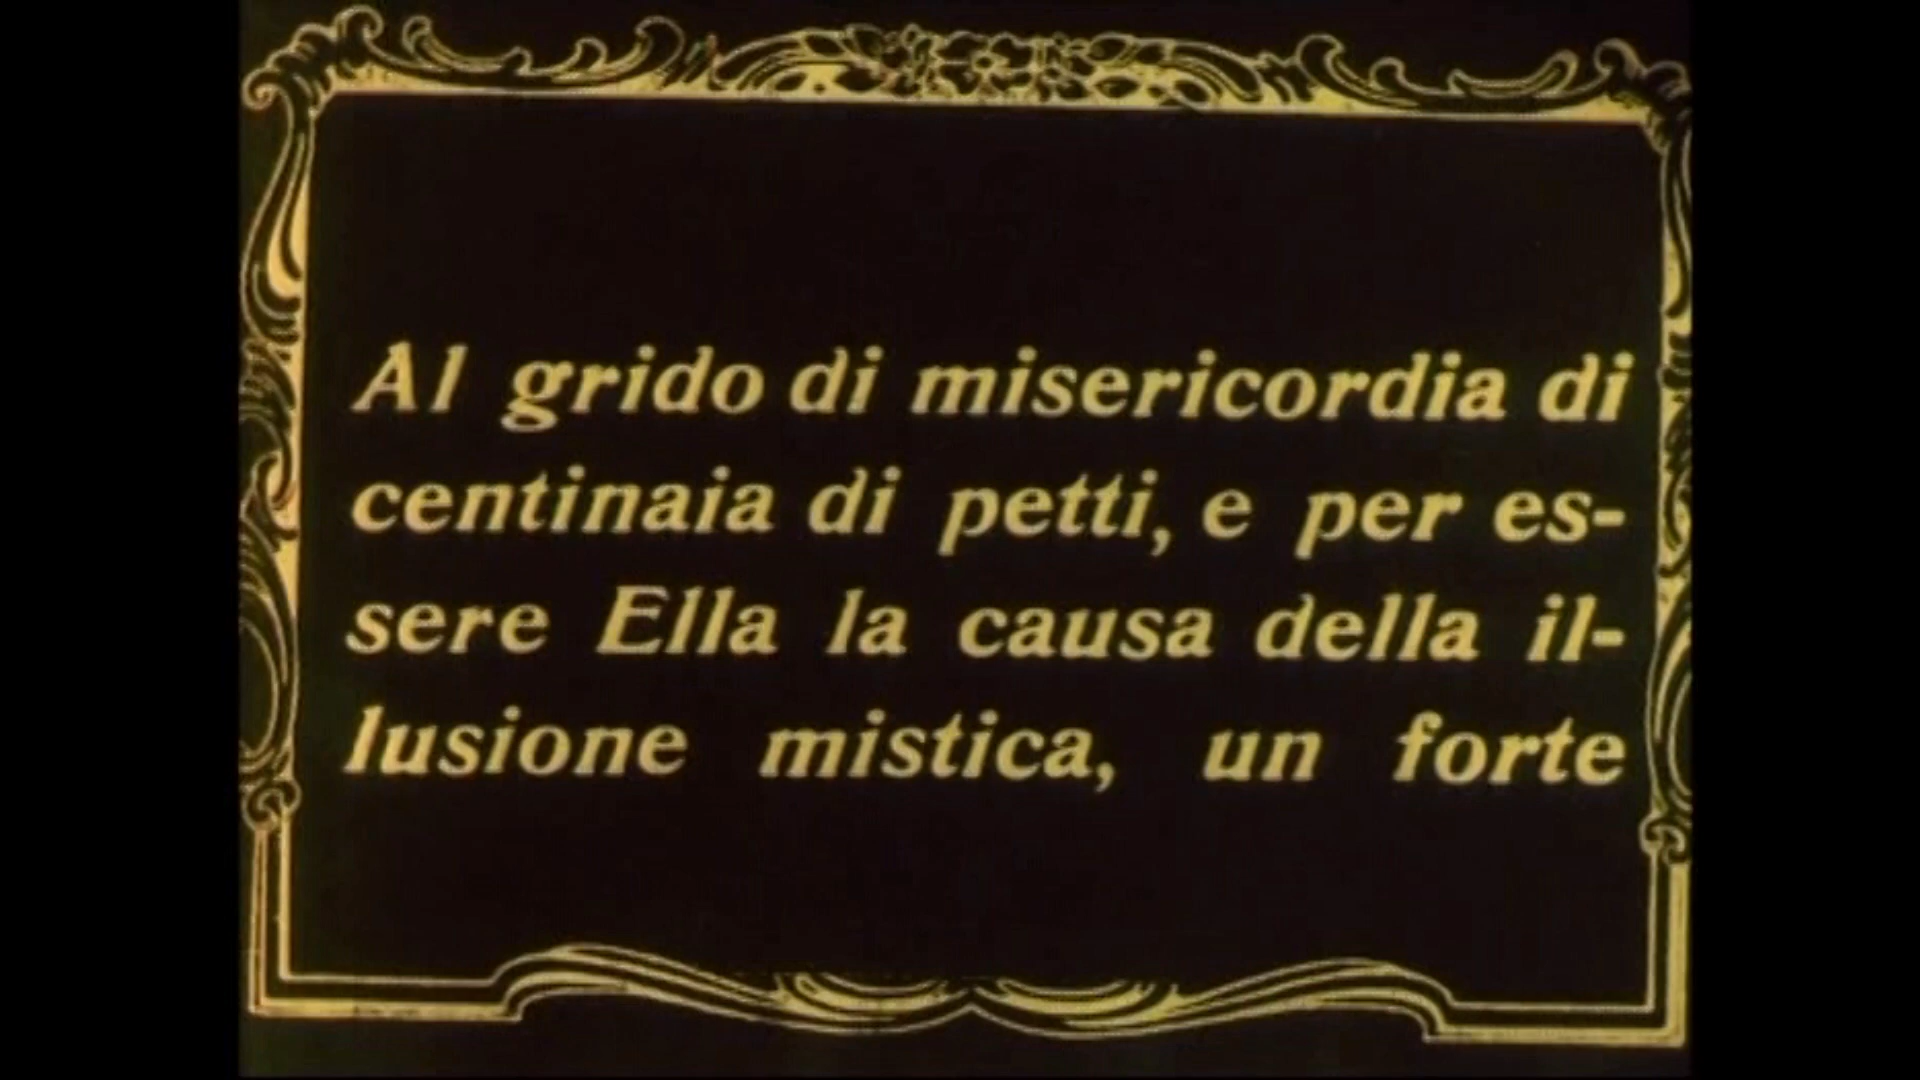 Al grido di misericordia di
centinaia di petti, e per es-
sere Ella la causa della il-
lusione mistica, un forte